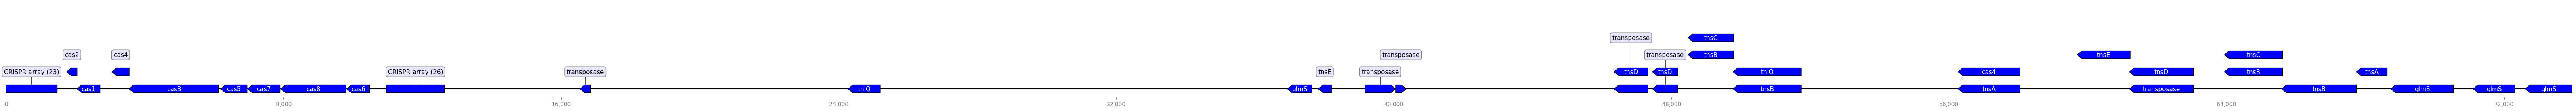 tnsC
transposase
cas2
cas4
transposase
transposase
tnsB
tnsE
tnsC
CRISPR array (23)
CRISPR array (26)
transposase
tnsE
transposase
tnsD
tnsD
tniQ
cas4
tnsD
tnsB
tnsA
cas1
cas3
cas5
cas7
cas8
cas6
tniQ
glmS
tnsB
tnsA
transposase
tnsB
glmS
glmS
glmS
0
8,000
16,000
24,000
32,000
40,000
48,000
56,000
64,000
72,000